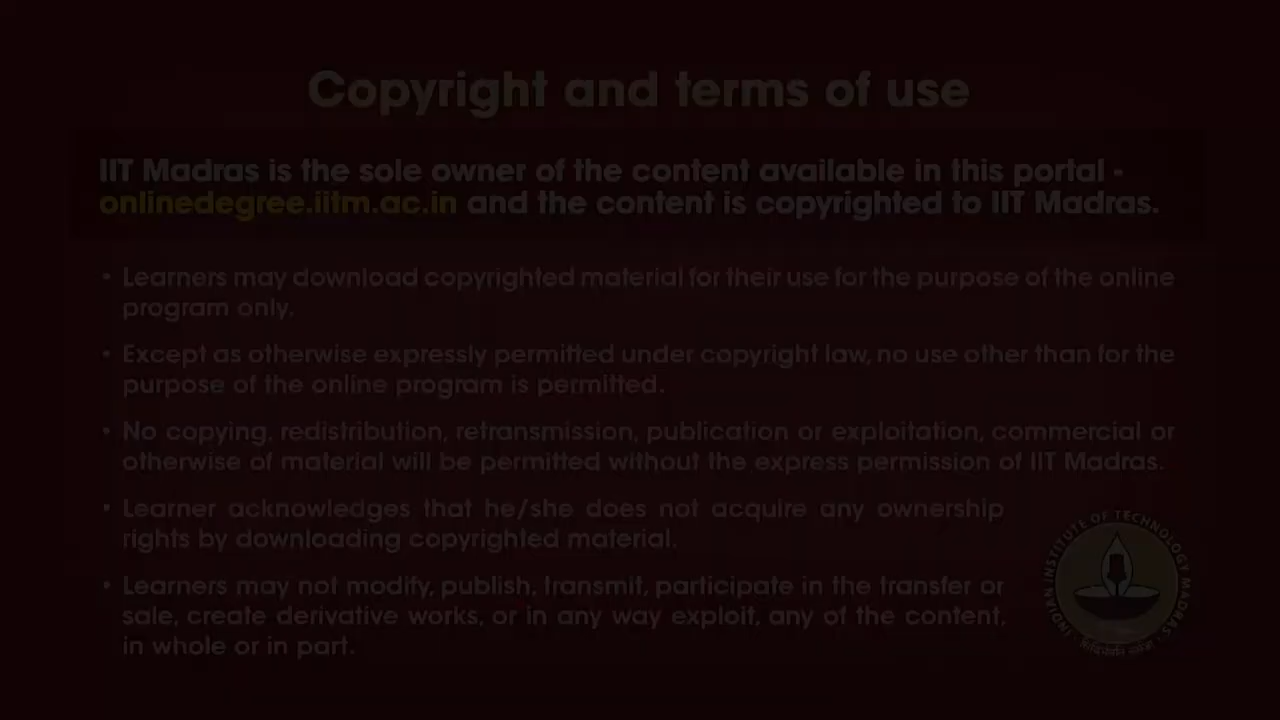 Copyright and terms of use
IIT Madras is the sole owner of the content available in this portal -
onlinedegree.iitm.ac.in and the content is copyrighted to IIT Madras.
• Learners may download copyrighted material for their use for the purpose of the online
program only.
• Except as otherwise expressly permitted under copyright law, no use other than for the
purpose of the online program is permitted.
• No copying, redistribution, retransmission, publication or exploitation, commercial or
otherwise of material will be permitted without the express permission of IIT Madras.
• Learner acknowledges that he/she does not acquire any ownership
rights by downloading copyrighted material.
• Learners may not modify, publish, transmit, participate in the transfer or
sale, create derivative works, or in any way exploit, any of the content,
in whole or in part.
INDIAN INSTITUTE OF TECHNOLOGY MADRAS